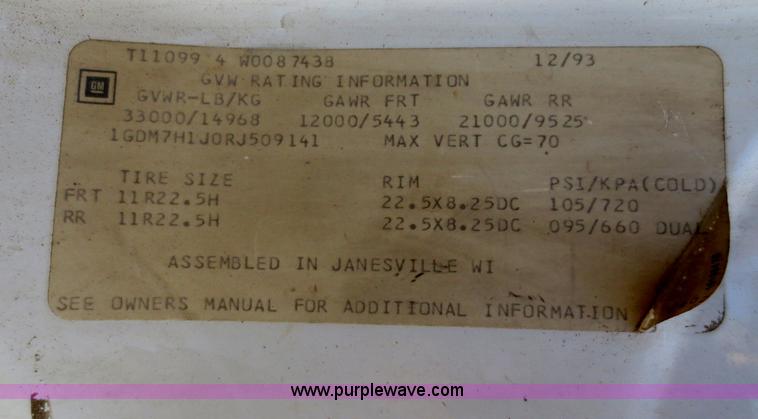 T11099 4 W0087438 12/93
GM
GVW RATING INFORMATION
GVWR-LB/KG GAWR FRT GAWR RR
33000/14968 12000/5443 21000/9525
1GDM7H1J0RJ509141 MAX VERT CG=70
TIRE SIZE RIM PSI/KPA(COLD)
FRT 11R22.5H 22.5X8.25DC 105/720
RR 11R22.5H 22.5X8.25DC 095/660 DUAL
ASSEMBLED IN JANESVILLE WI
SEE OWNERS MANUAL FOR ADDITIONAL INFORMATION
www.purplewave.com